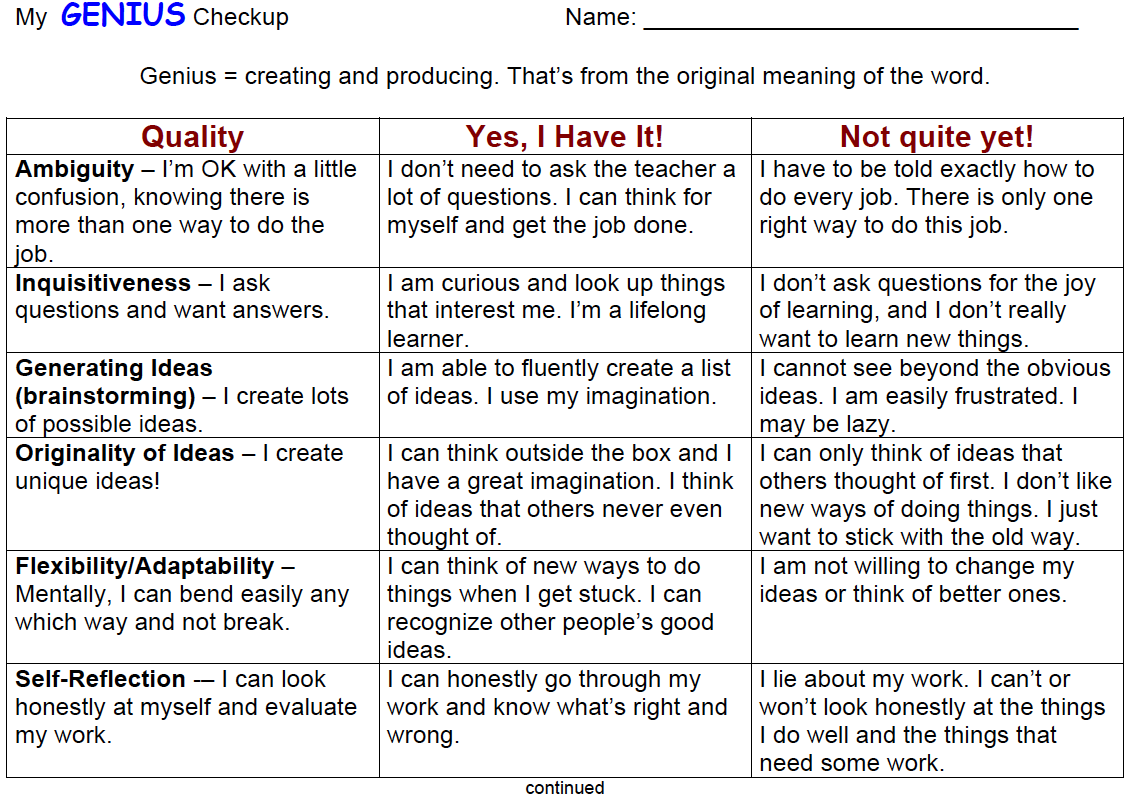 My GENIUS Checkup Name: ______________________________
Genius = creating and producing. That's from the original meaning of the word.
Quality
Yes, I Have It!
Not quite yet!
Ambiguity – I'm OK with a little
confusion, knowing there is
more than one way to do the
job.
I don't need to ask the teacher a
lot of questions. I can think for
myself and get the job done.
I have to be told exactly how to
do every job. There is only one
right way to do this job.
Inquisitiveness – I ask
questions and want answers.
I am curious and look up things
that interest me. I'm a lifelong
learner.
I don't ask questions for the joy
of learning, and I don't really
want to learn new things.
Generating Ideas
(brainstorming) – I create lots
of possible ideas.
I am able to fluently create a list
of ideas. I use my imagination.
I cannot see beyond the obvious
ideas. I am easily frustrated. I
may be lazy.
Originality of Ideas – I create
unique ideas!
I can think outside the box and I
have a great imagination. I think
of ideas that others never even
thought of.
I can only think of ideas that
others thought of first. I don't like
new ways of doing things. I just
want to stick with the old way.
Flexibility/Adaptability –
Mentally, I can bend easily any
which way and not break.
I can think of new ways to do
things when I get stuck. I can
recognize other people's good
ideas.
I am not willing to change my
ideas or think of better ones.
Self-Reflection -– I can look
honestly at myself and evaluate
my work.
I can honestly go through my
work and know what's right and
wrong.
I lie about my work. I can't or
won't look honestly at the things
I do well and the things that
need some work.
continued